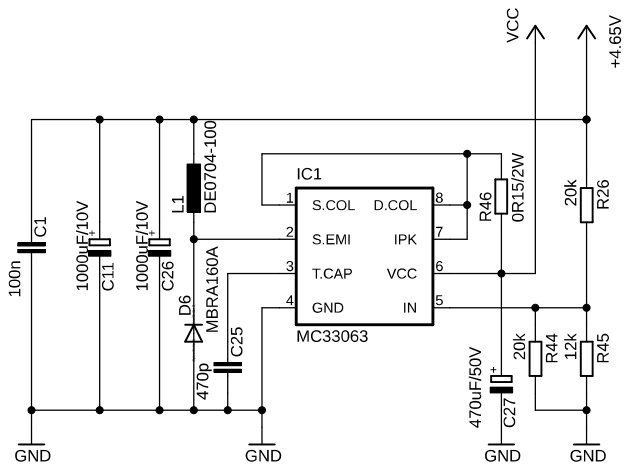 VCC
+4.65V
DE0704-100
L1
IC1
1 S.COL D.COL 8
2 S.EMI IPK 7
3 T.CAP VCC 6
4 GND IN 5
MC33063
R46
0R15/2W
20k
R26
C1
100n
1000uF/10V
+
C11
1000uF/10V
+
C26
D6
MBRA160A
C25
470p
470uF/50V
+
C27
20k
R44
12k
R45
GND
GND
GND
GND